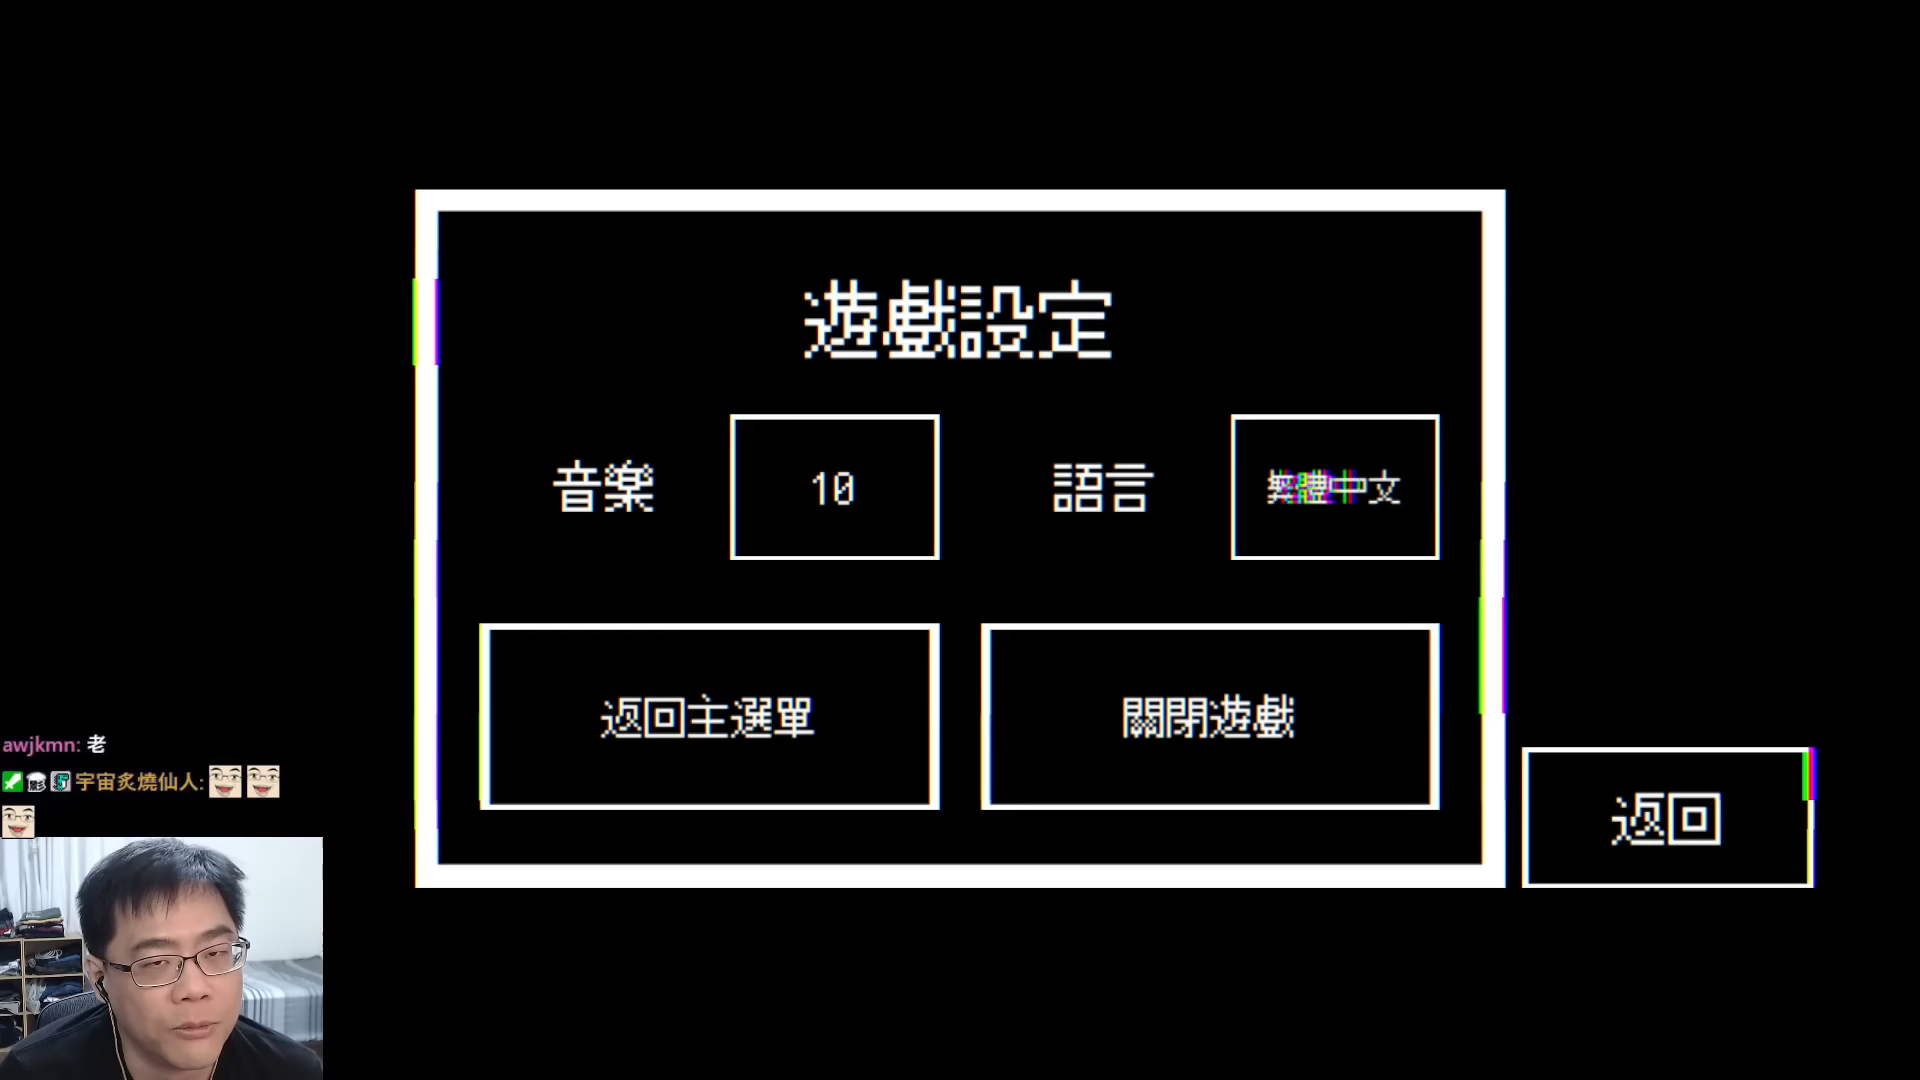 遊戲設定
音樂
10
語言
繁體中文
返回主選單
關閉遊戲
返回
awjkmn: 老
宇宙炙燒仙人: